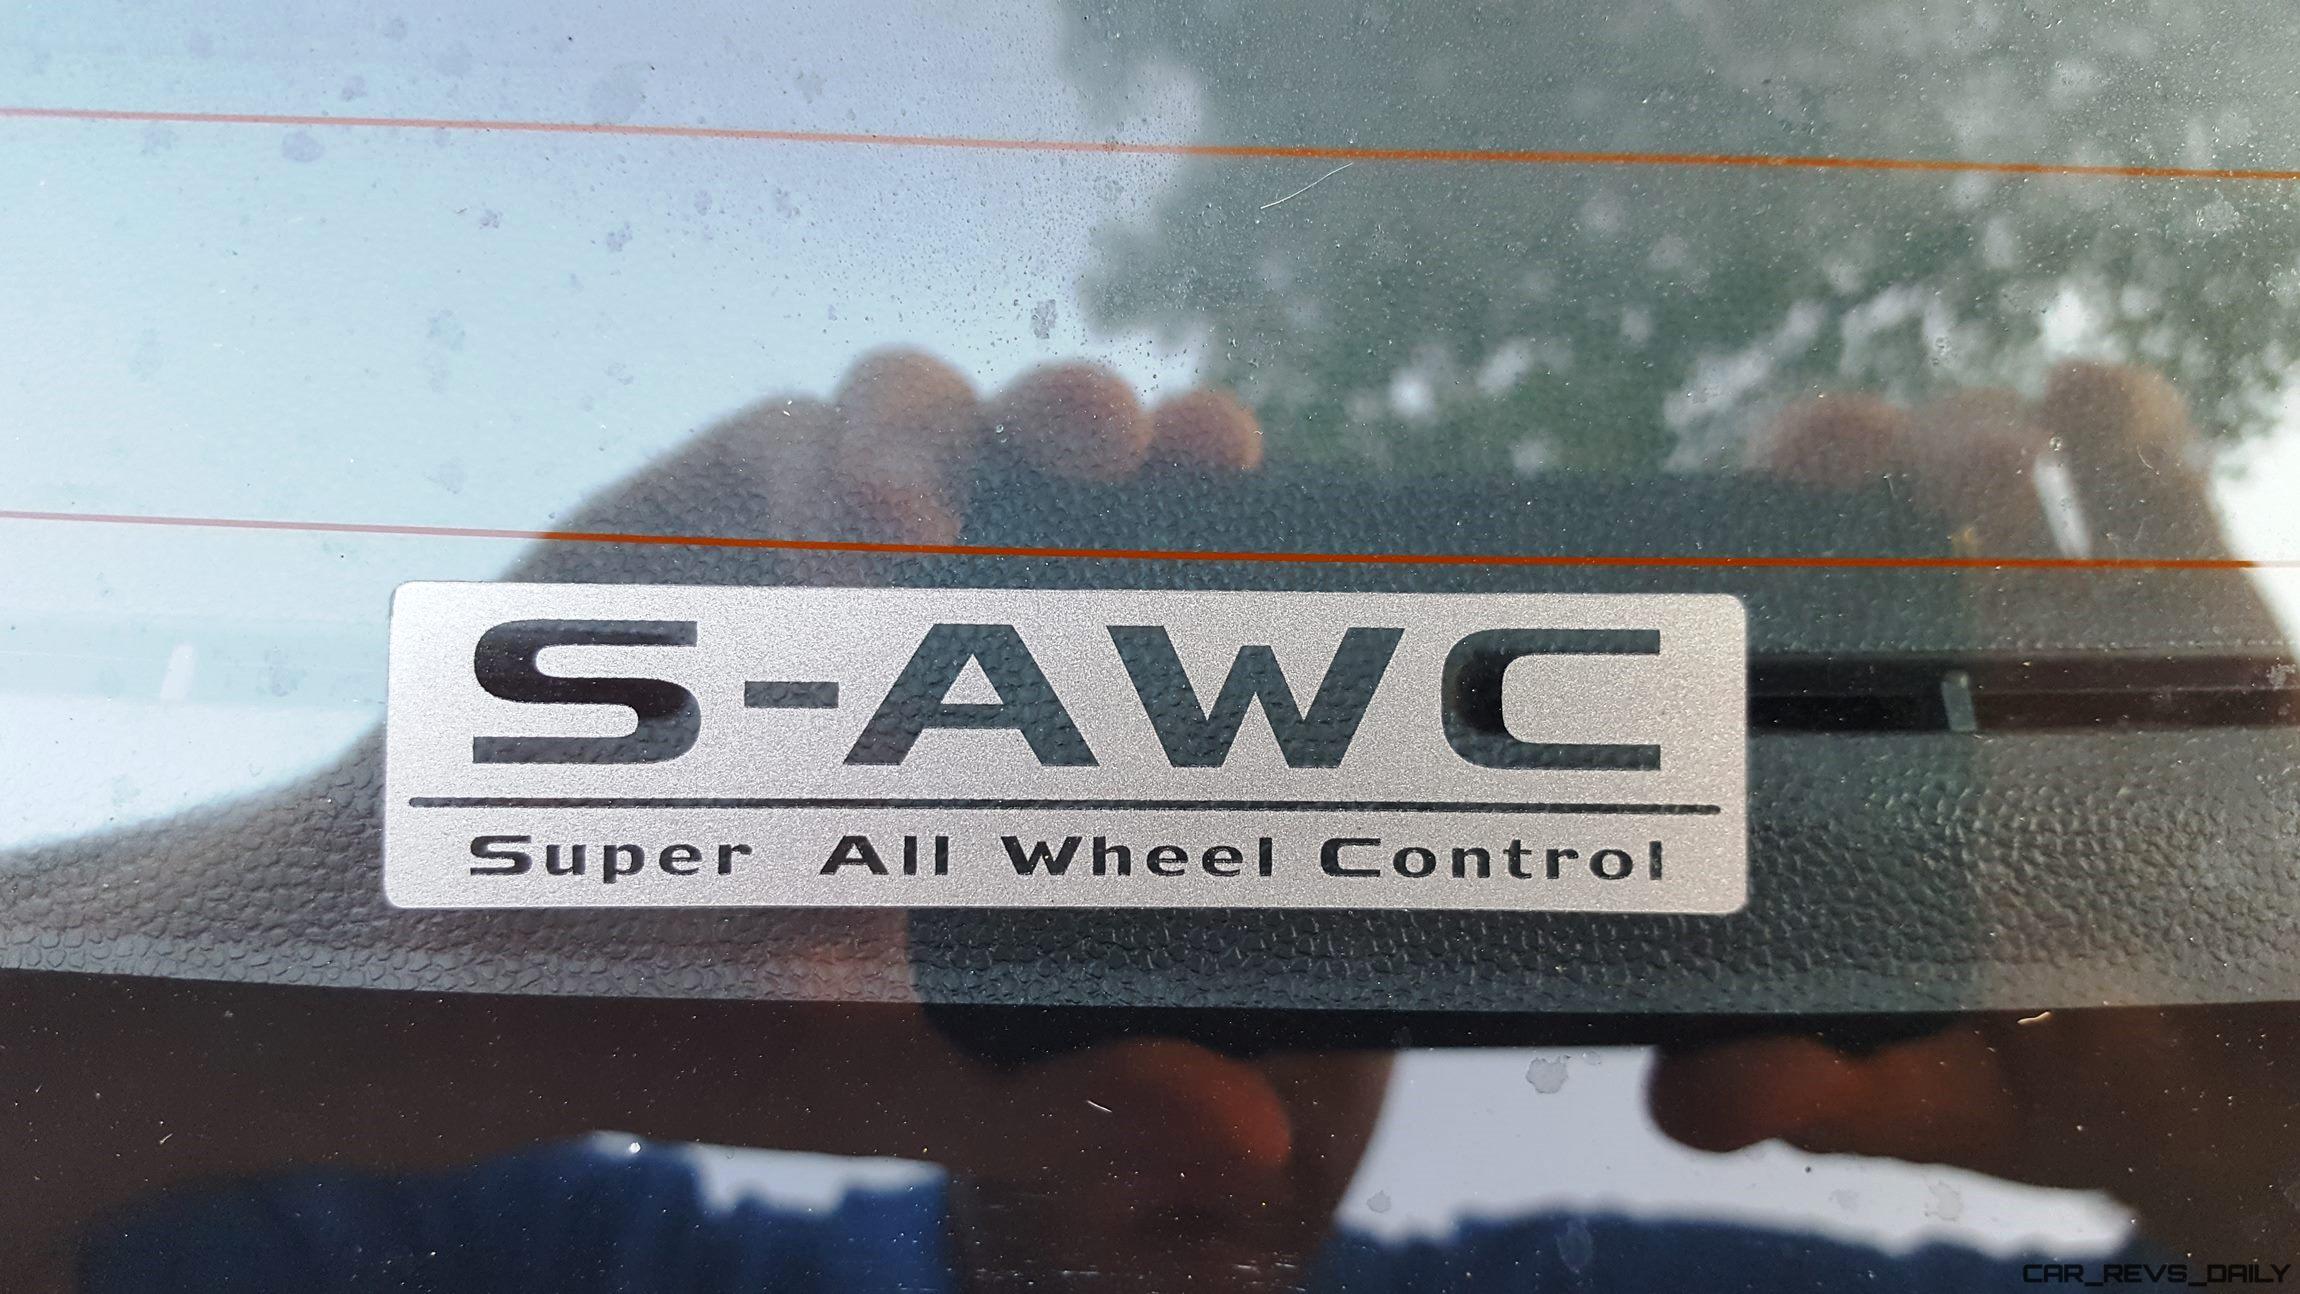 S-AWC
Super All Wheel Control
CAR_REVS_DAILY